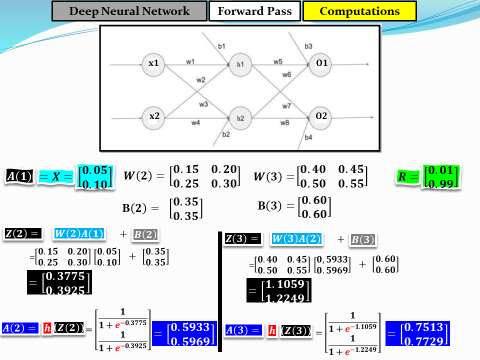 Deep Neural Network Forward Pass Computations
b1 b3
x1 w1 h1 w5 O1
w2 w6
w3 w7
x2 w4 h2 w8 O2
b2 b4
A(1) = X = [0.05 0.10] W(2) = [0.15 0.20 0.25 0.30] W(3) = [0.40 0.45 0.50 0.55] R = [0.01 0.99]
B(2) = [0.35 0.35] B(3) = [0.60 0.60]
Z(2) = W(2)A(1) + B(2)
=[0.15 0.20 0.25 0.30] [0.05 0.10] + [0.35 0.35]
= [0.3775 0.3925]
A(2) = h(Z(2)) = [1/(1 + e^-0.3775) 1/(1 + e^-0.3925)] = [0.5933 0.5969]
Z(3) = W(3)A(2) + B(3)
=[0.40 0.45 0.50 0.55] [0.5933 0.5969] + [0.60 0.60]
= [1.1059 1.2249]
A(3) = h(Z(3)) = [1/(1 + e^-1.1059) 1/(1 + e^-1.2249)] = [0.7513 0.7729]